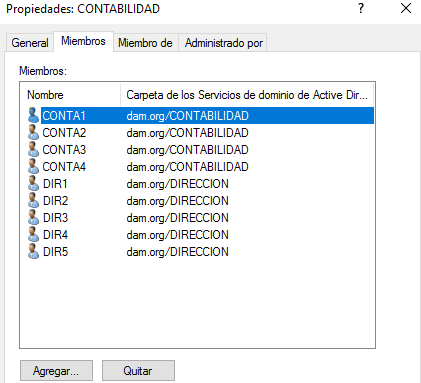 Propiedades: CONTABILIDAD ? ×
General Miembros Miembro de Administrado por
Miembros:
Nombre Carpeta de los Servicios de dominio de Active Dir...
CONTA1 dam.org/CONTABILIDAD
CONTA2 dam.org/CONTABILIDAD
CONTA3 dam.org/CONTABILIDAD
CONTA4 dam.org/CONTABILIDAD
DIR1 dam.org/DIRECCION
DIR2 dam.org/DIRECCION
DIR3 dam.org/DIRECCION
DIR4 dam.org/DIRECCION
DIR5 dam.org/DIRECCION
Agregar... Quitar